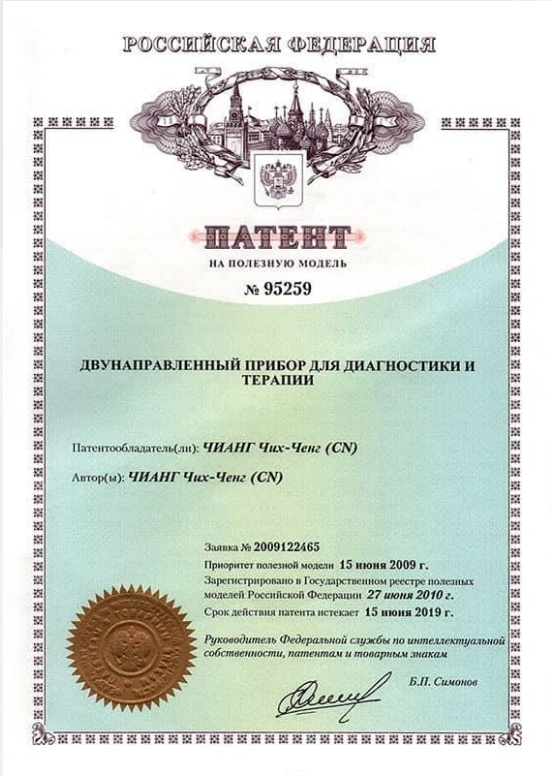 РОССИЙСКАЯ ФЕДЕРАЦИЯ
ПАТЕНТ
НА ПОЛЕЗНУЮ МОДЕЛЬ
№ 95259
ДВУНАПРАВЛЕННЫЙ ПРИБОР ДЛЯ ДИАГНОСТИКИ И
ТЕРАПИИ
Патентообладатель(ли): ЧИАНГ Чих-Ченг (CN)
Автор(ы): ЧИАНГ Чих-Ченг (CN)
Заявка № 2009122465
Приоритет полезной модели 15 июня 2009 г.
Зарегистрировано в Государственном реестре полезных
моделей Российской Федерации 27 июня 2010 г.
Срок действия патента истекает 15 июня 2019 г.
Руководитель Федеральной службы по интеллектуальной
собственности, патентам и товарным знакам
Б.П. Симонов